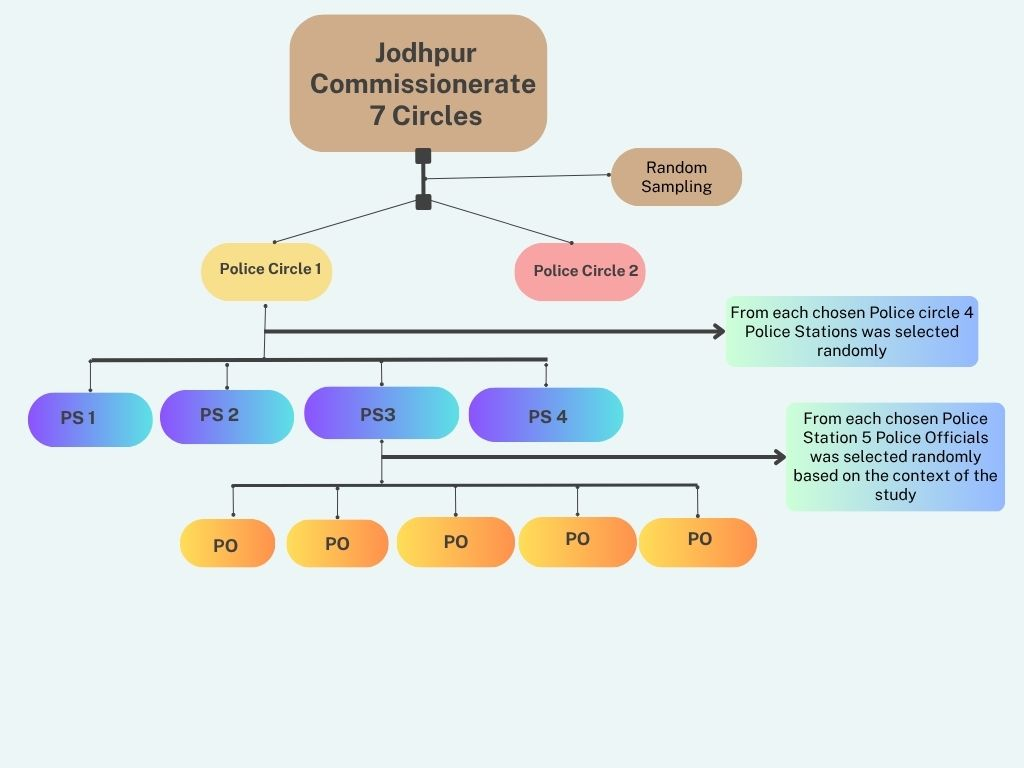 Jodhpur
Commissionerate
7 Circles
Random
Sampling
Police Circle 1
Police Circle 2
From each chosen Police circle 4
Police Stations was selected
randomly
PS 1
PS 2
PS3
PS 4
From each chosen Police
Station 5 Police Officials
was selected randomly
based on the context of the
study
PO
PO
PO
PO
PO